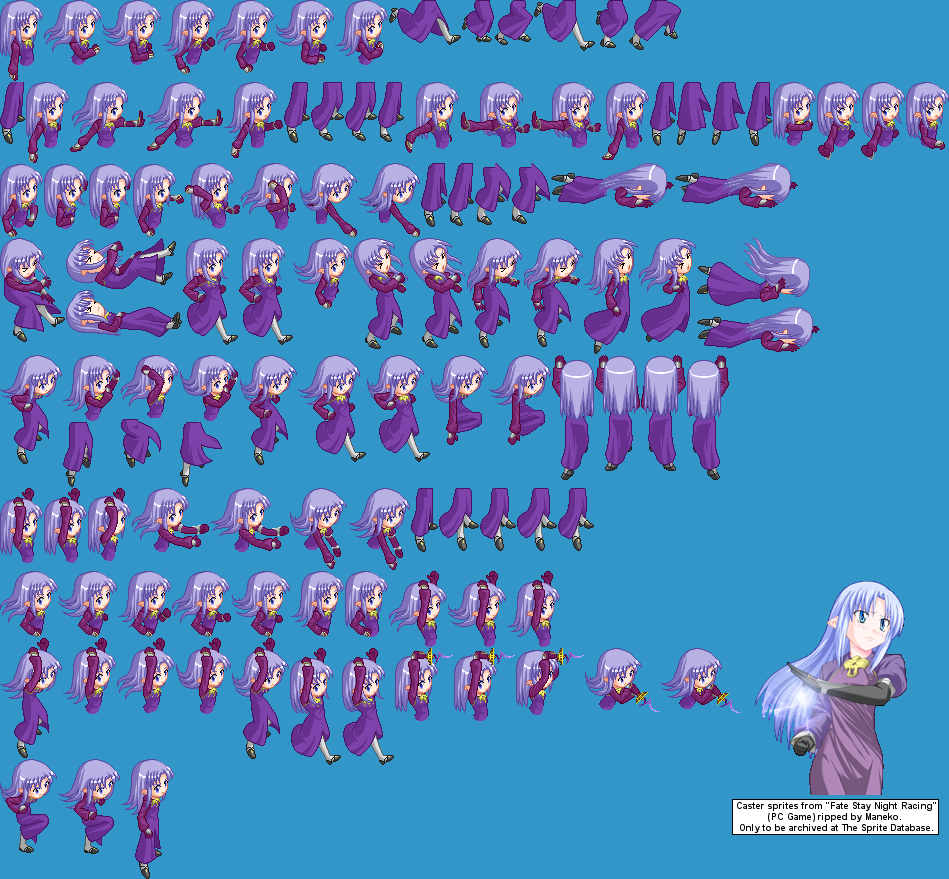 Caster sprites from "Fate Stay Night Racing"
(PC Game) ripped by Maneko.
Only to be archived at The Sprite Database.